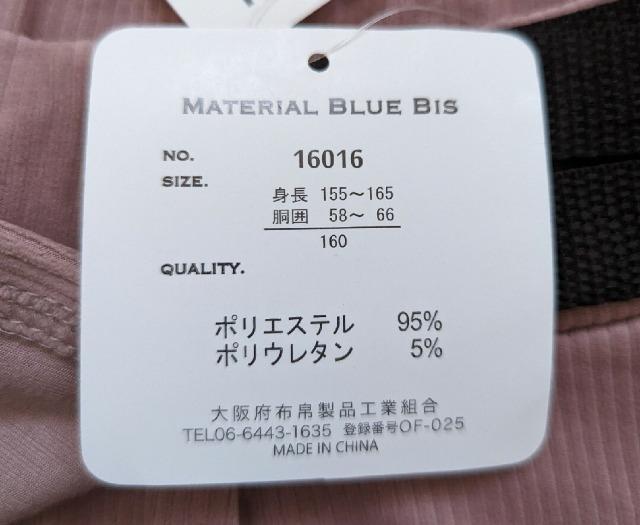 MATERIAL BLUE BIS
NO. 16016
SIZE.
身長 155～165
胴囲 58～ 66
160
QUALITY.
ポリエステル 95%
ポリウレタン 5%
大阪府布帛製品工業組合
TEL06-6443-1635 登録番号OF-025
MADE IN CHINA